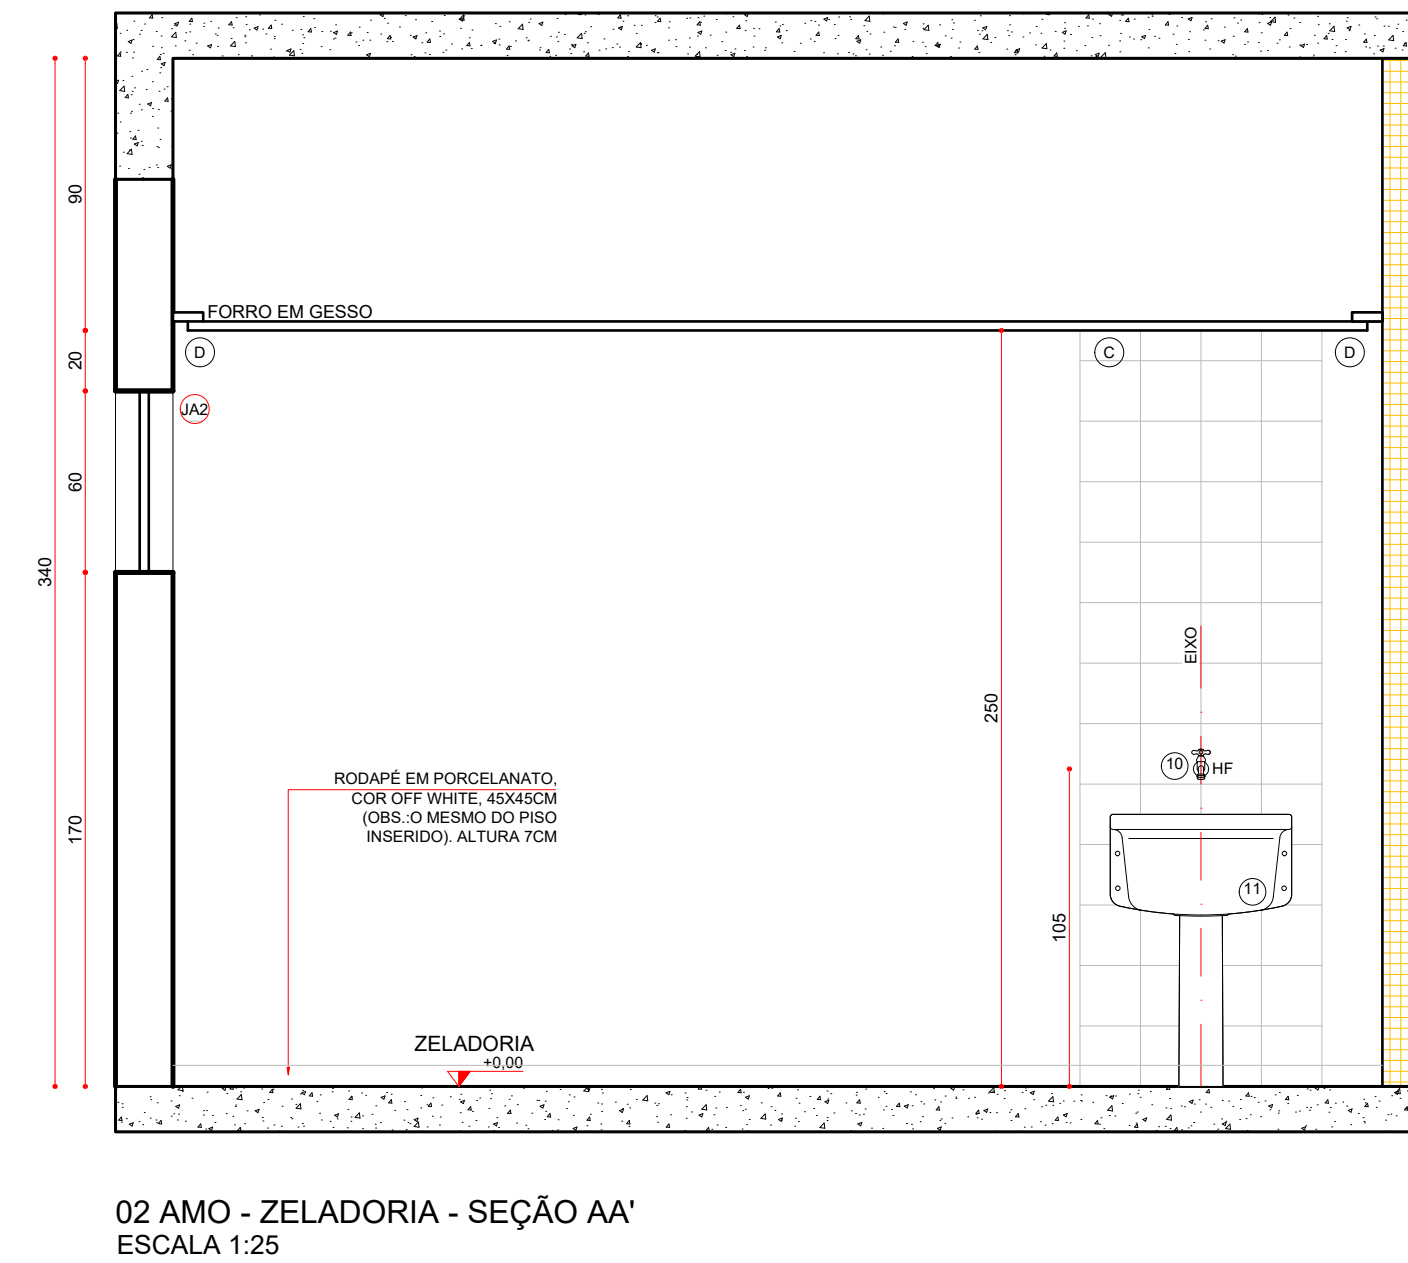 90
FORRO EM GESSO
20
D
C
D
JA2
60
340
EIXO
250
10
HF
RODAPÉ EM PORCELANATO,
COR OFF WHITE, 45X45CM
(OBS.:O MESMO DO PISO
INSERIDO). ALTURA 7CM
170
11
105
ZELADORIA
+0,00
02 AMO - ZELADORIA - SEÇÃO AA'
ESCALA 1:25